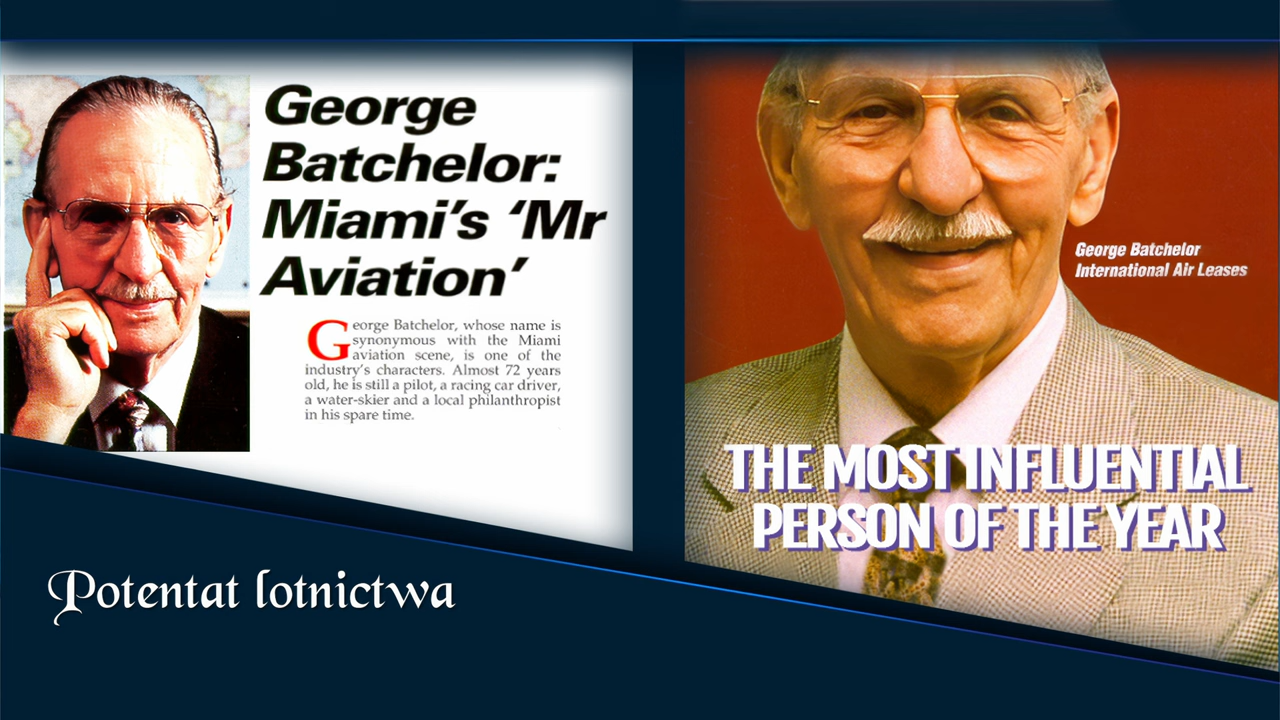 George
Batchelor:
Miami's 'Mr
Aviation'
George Batchelor, whose name is
synonymous with the Miami
aviation scene, is one of the
industry's characters. Almost 72 years
old, he is still a pilot, a racing car driver,
a water-skier and a local philanthropist
in his spare time.
George Batchelor
International Air Leases
THE MOST INFLUENTIAL
PERSON OF THE YEAR
Potentat lotnictwa